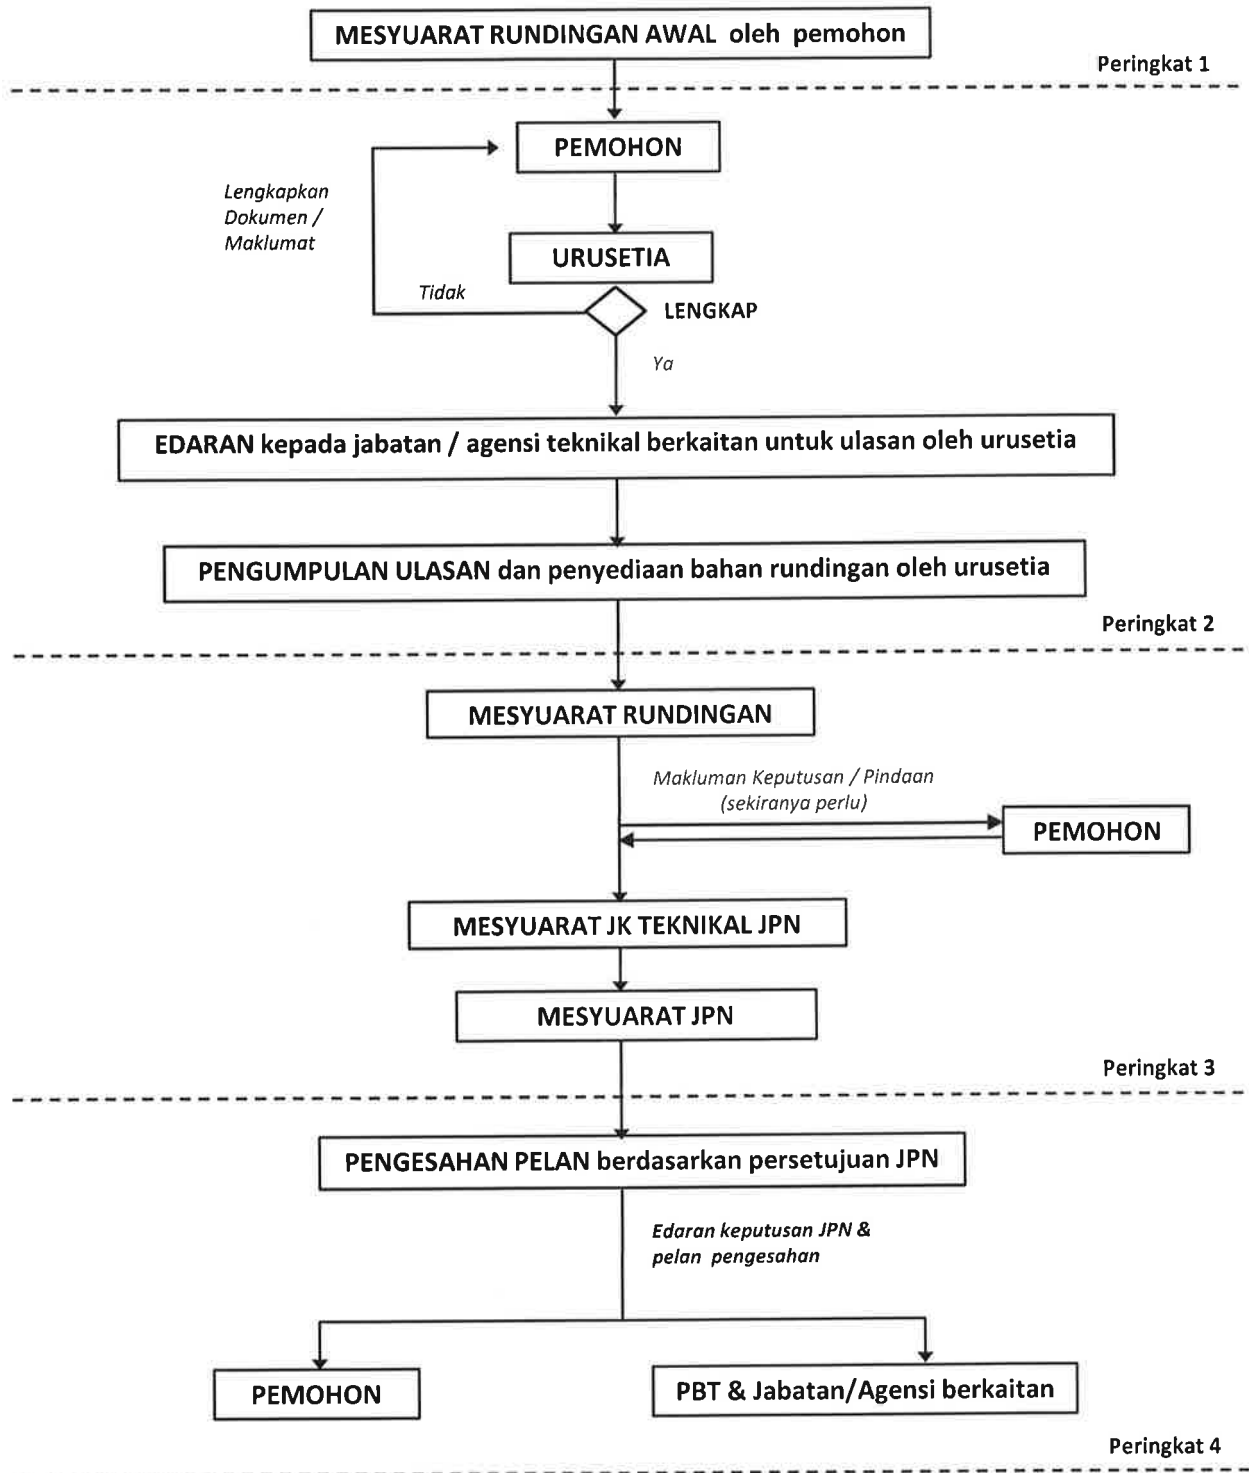 MESYUARAT RUNDINGAN AWAL oleh pemohon
Peringkat 1
PEMOHON
Lengkapkan
Dokumen /
Maklumat
URUSETIA
Tidak
LENGKAP
Ya
EDARAN kepada jabatan / agensi teknikal berkaitan untuk ulasan oleh urusetia
PENGUMPULAN ULASAN dan penyediaan bahan rundingan oleh urusetia
Peringkat 2
MESYUARAT RUNDINGAN
Makluman Keputusan / Pindaan
(sekiranya perlu)
PEMOHON
MESYUARAT JK TEKNIKAL JPN
MESYUARAT JPN
Peringkat 3
PENGESAHAN PELAN berdasarkan persetujuan JPN
Edaran keputusan JPN &
pelan pengesahan
PEMOHON
PBT & Jabatan/Agensi berkaitan
Peringkat 4